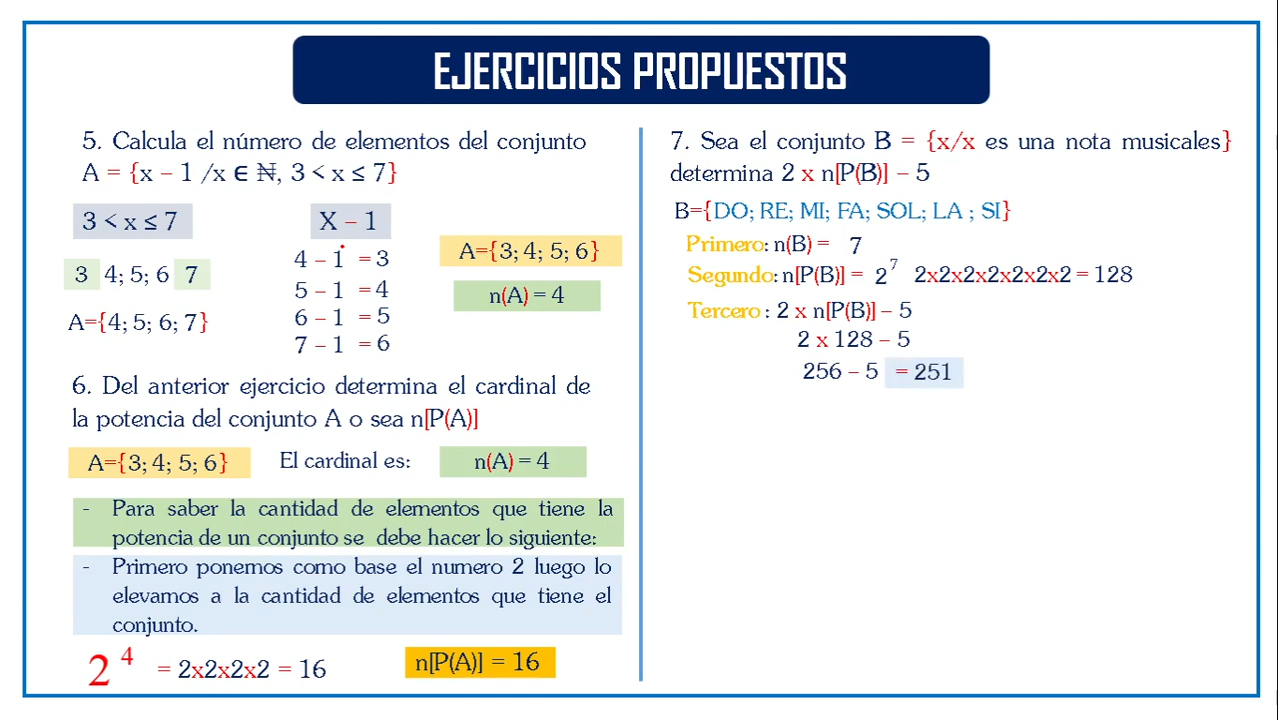 EJERCICIOS PROPUESTOS
5. Calcula el número de elementos del conjunto
A = {x – 1 /x ∈ ℕ, 3 < x ≤ 7}
3 < x ≤ 7
X – 1
3 4; 5; 6 7
A={4; 5; 6; 7}
4 – 1 = 3
5 – 1 = 4
6 – 1 = 5
7 – 1 = 6
A={3; 4; 5; 6}
n(A) = 4
6. Del anterior ejercicio determina el cardinal de
la potencia del conjunto A o sea n[P(A)]
A={3; 4; 5; 6} El cardinal es: n(A) = 4
- Para saber la cantidad de elementos que tiene la
potencia de un conjunto se debe hacer lo siguiente:
- Primero ponemos como base el numero 2 luego lo
elevamos a la cantidad de elementos que tiene el
conjunto.
2⁴ = 2x2x2x2 = 16 n[P(A)] = 16
7. Sea el conjunto B = {x/x es una nota musicales}
determina 2 x n[P(B)] – 5
B={DO; RE; MI; FA; SOL; LA ; SI}
Primero: n(B) = 7
Segundo: n[P(B)] = 2⁷ 2x2x2x2x2x2x2 = 128
Tercero : 2 x n[P(B)] – 5
2 x 128 – 5
256 – 5 = 251